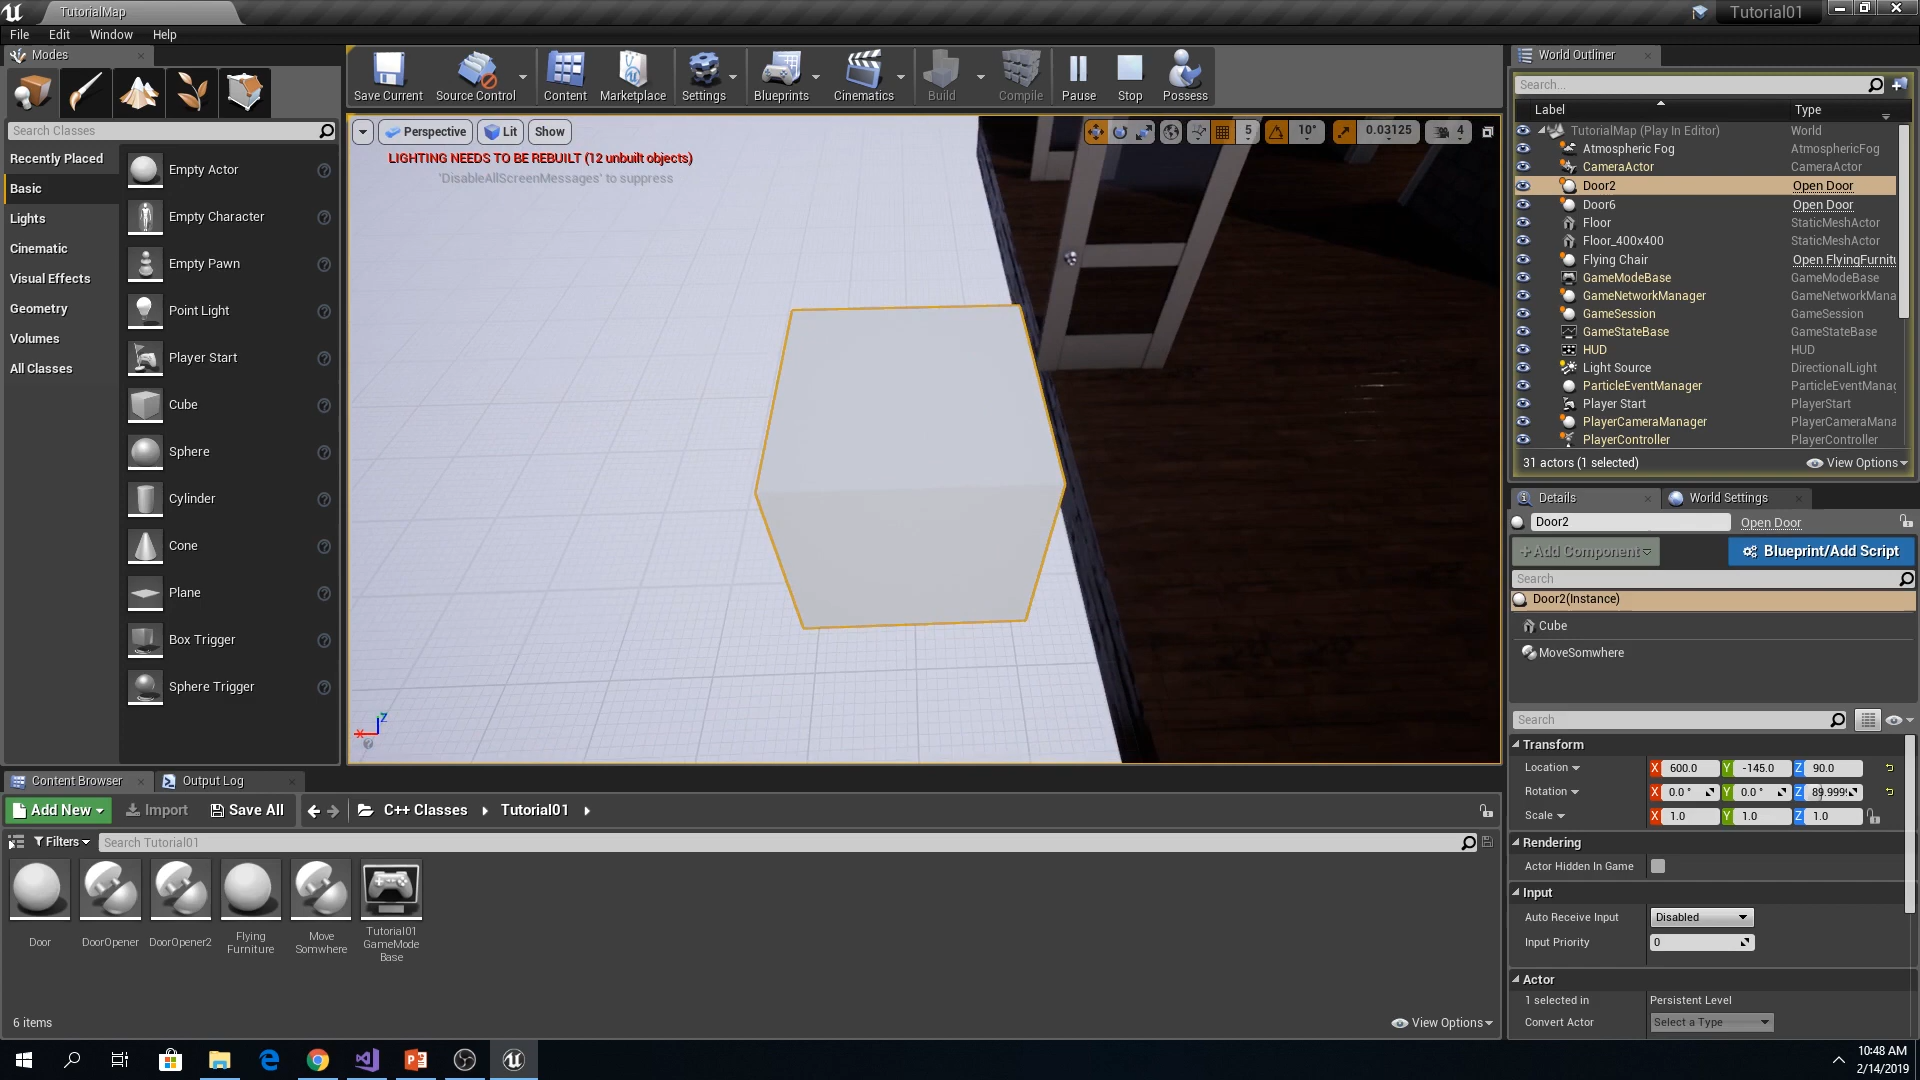 TutorialMap
Tutorial01
File Edit Window Help
Modes
Search Classes
Recently Placed
Basic
Lights
Cinematic
Visual Effects
Geometry
Volumes
All Classes
Empty Actor
Empty Character
Empty Pawn
Point Light
Player Start
Cube
Sphere
Cylinder
Cone
Plane
Box Trigger
Sphere Trigger
Save Current Source Control Content Marketplace Settings Blueprints Cinematics Build Compile Pause Stop Possess
Perspective Lit Show
5 10° 0.03125 4
LIGHTING NEEDS TO BE REBUILT (12 unbuilt objects)
'DisableAllScreenMessages' to suppress
X Z
World Outliner
Search...
Label Type
TutorialMap (Play In Editor) World
Atmospheric Fog AtmosphericFog
CameraActor CameraActor
Door2 Open Door
Door6 Open Door
Floor StaticMeshActor
Floor_400x400 StaticMeshActor
Flying Chair Open FlyingFurnitu
GameModeBase GameModeBase
GameNetworkManager GameNetworkMana
GameSession GameSession
GameStateBase GameStateBase
HUD HUD
Light Source DirectionalLight
ParticleEventManager ParticleEventManag
Player Start PlayerStart
PlayerCameraManager PlayerCameraMana
PlayerController PlayerController
31 actors (1 selected) View Options
Details World Settings
Door2 Open Door
+Add Component Blueprint/Add Script
Search
Door2(Instance)
Cube
MoveSomwhere
Search
Transform
Location X 600.0 Y -145.0 Z 90.0
Rotation X 0.0 ° Y 0.0 ° Z 89.999
Scale X 1.0 Y 1.0 Z 1.0
Rendering
Actor Hidden In Game
Input
Auto Receive Input Disabled
Input Priority 0
Actor
1 selected in Persistent Level
Convert Actor Select a Type
Content Browser Output Log
Add New Import Save All C++ Classes Tutorial01
Filters Search Tutorial01
Door
DoorOpener
DoorOpener2
Flying
Furniture
Move
Somwhere
Tutorial01
GameMode
Base
6 items View Options
10:48 AM
2/14/2019